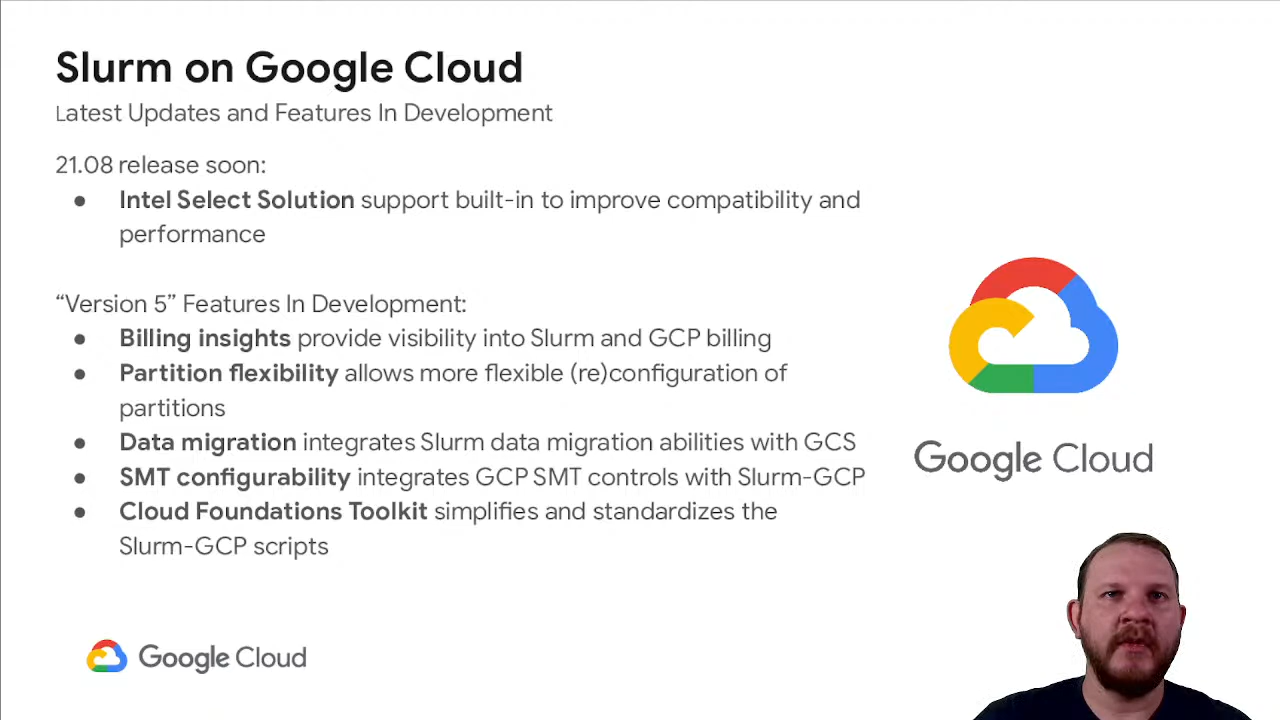 Slurm on Google Cloud
Latest Updates and Features In Development
21.08 release soon:
● Intel Select Solution support built-in to improve compatibility and
performance
“Version 5” Features In Development:
● Billing insights provide visibility into Slurm and GCP billing
● Partition flexibility allows more flexible (re)configuration of
partitions
● Data migration integrates Slurm data migration abilities with GCS
● SMT configurability integrates GCP SMT controls with Slurm-GCP
● Cloud Foundations Toolkit simplifies and standardizes the
Slurm-GCP scripts
Google Cloud
Google Cloud